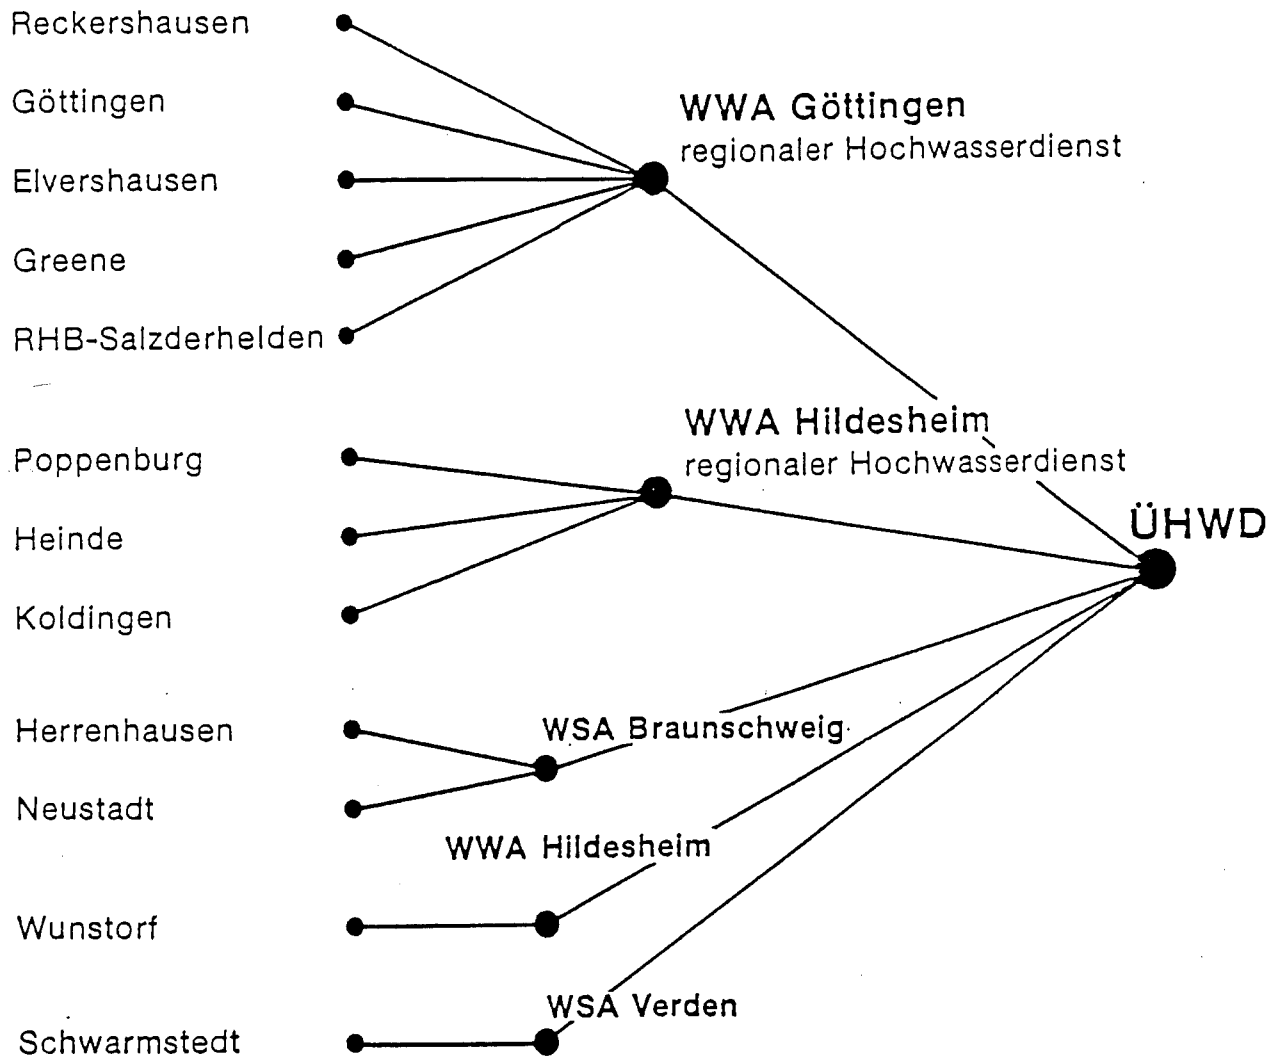 Reckershausen
Göttingen
WWA Göttingen
regionaler Hochwasserdienst
Elvershausen
Greene
RHB-Salzderhelden
WWA Hildesheim
regionaler Hochwasserdienst
Poppenburg
ÜHWD
Heinde
Koldingen
Herrenhausen
WSA Braunschweig
Neustadt
WWA Hildesheim
Wunstorf
WSA Verden
Schwarmstedt